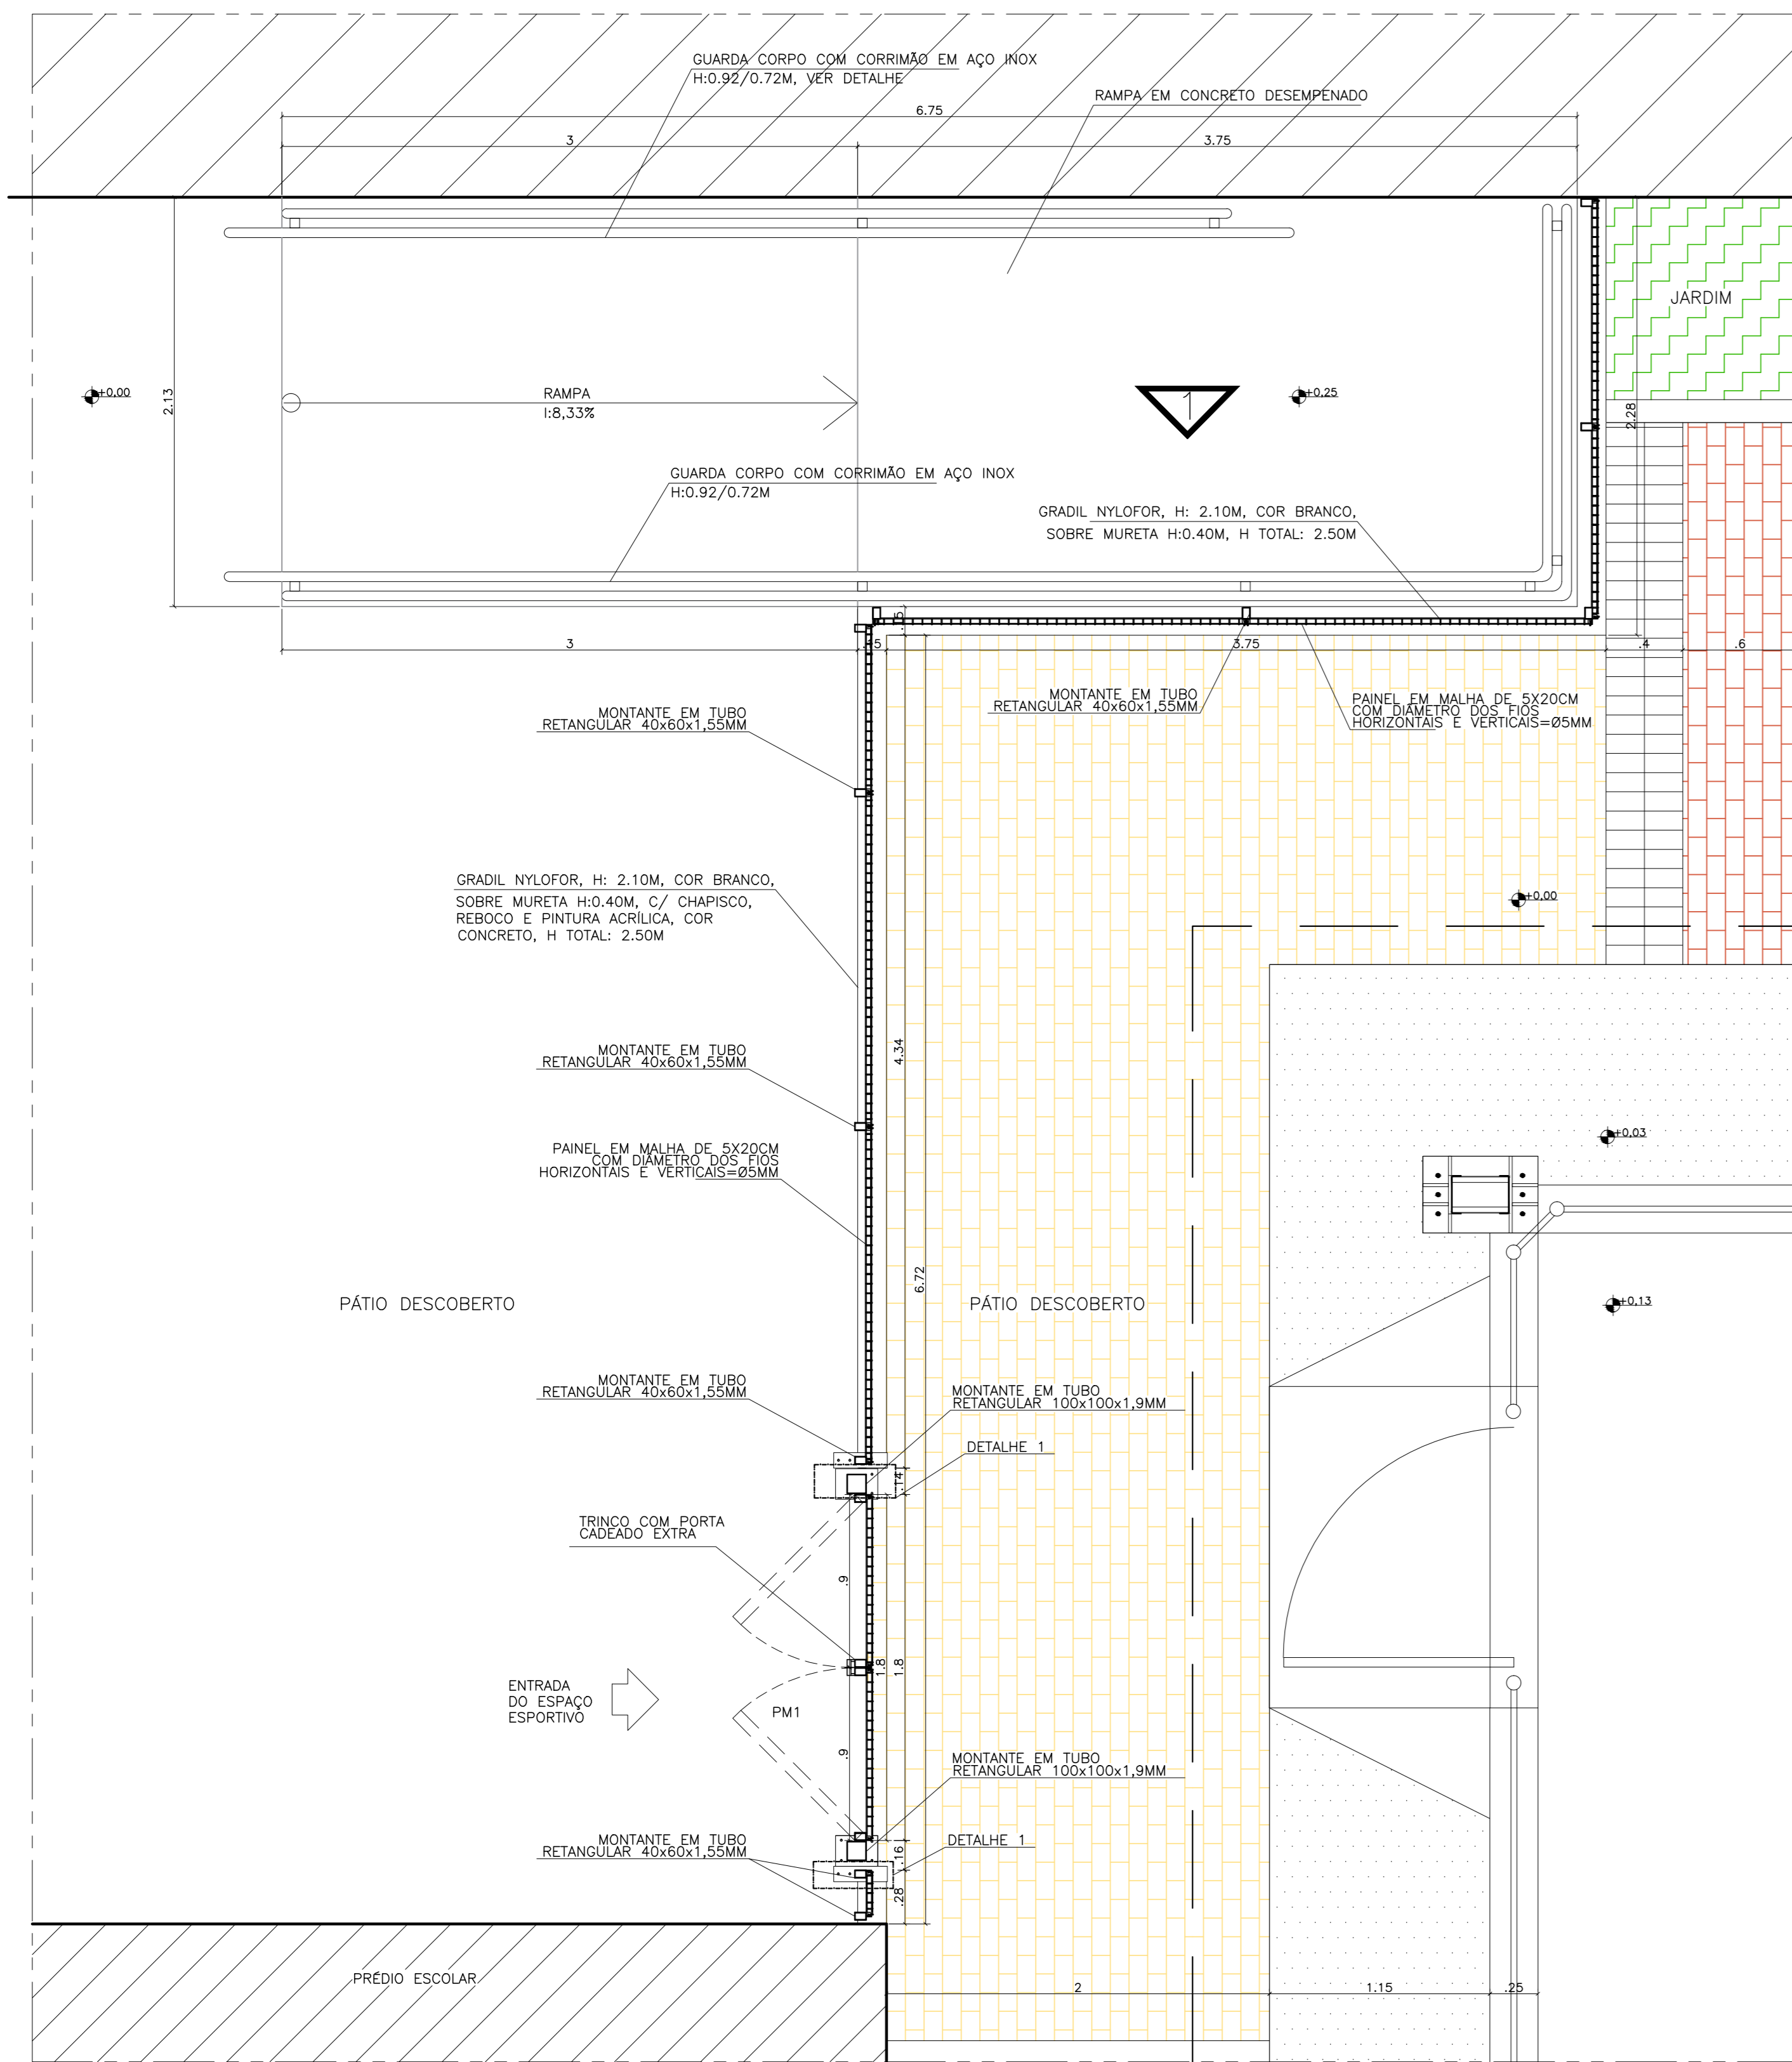 GUARDA CORPO COM CORRIMÃO EM AÇO INOX
H:0.92/0.72M, VER DETALHE
RAMPA EM CONCRETO DESEMPENADO
6.75
3
3.75
JARDIM
+0,00
2.13
RAMPA
I:8,33%
1
+0,25
2.28
GUARDA CORPO COM CORRIMÃO EM AÇO INOX
H:0.92/0.72M
GRADIL NYLOFOR, H: 2.10M, COR BRANCO,
SOBRE MURETA H:0.40M, H TOTAL: 2.50M
.15
3
.15
3.75
.4
.6
MONTANTE EM TUBO
RETANGULAR 40x60x1,55MM
MONTANTE EM TUBO
RETANGULAR 40x60x1,55MM
PAINEL EM MALHA DE 5X20CM
COM DIÂMETRO DOS FIOS
HORIZONTAIS E VERTICAIS=Ø5MM
GRADIL NYLOFOR, H: 2.10M, COR BRANCO,
SOBRE MURETA H:0.40M, C/ CHAPISCO,
REBOCO E PINTURA ACRÍLICA, COR
CONCRETO, H TOTAL: 2.50M
+0,00
4.34
MONTANTE EM TUBO
RETANGULAR 40x60x1,55MM
+0,03
PAINEL EM MALHA DE 5X20CM
COM DIÂMETRO DOS FIOS
HORIZONTAIS E VERTICAIS=Ø5MM
6.72
PÁTIO DESCOBERTO
PÁTIO DESCOBERTO
+0,13
MONTANTE EM TUBO
RETANGULAR 40x60x1,55MM
MONTANTE EM TUBO
RETANGULAR 100x100x1,9MM
DETALHE 1
.14
TRINCO COM PORTA
CADEADO EXTRA
.9
1.8
1.8
ENTRADA
DO ESPAÇO
ESPORTIVO
PM1
.9
MONTANTE EM TUBO
RETANGULAR 100x100x1,9MM
MONTANTE EM TUBO
RETANGULAR 40x60x1,55MM
DETALHE 1
.16
.28
PRÉDIO ESCOLAR
2
1.15
.25